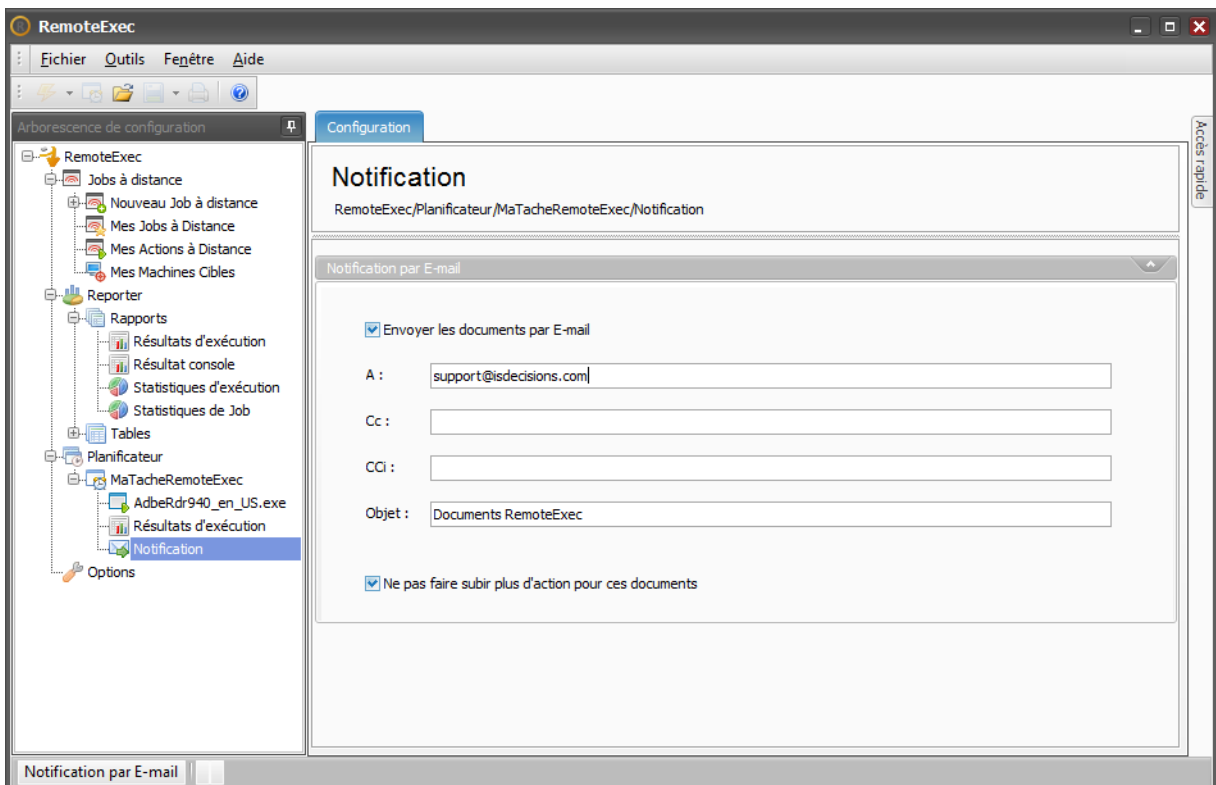 RemoteExec
Fichier Outils Fenêtre Aide
Arborescence de configuration
RemoteExec
Jobs à distance
Nouveau Job à distance
Mes Jobs à Distance
Mes Actions à Distance
Mes Machines Cibles
Reporter
Rapports
Résultats d'exécution
Résultat console
Statistiques d'exécution
Statistiques de Job
Tables
Planificateur
MaTacheRemoteExec
AdbeRdr940_en_US.exe
Résultats d'exécution
Notification
Options
Configuration
Notification
RemoteExec/Planificateur/MaTacheRemoteExec/Notification
Notification par E-mail
Envoyer les documents par E-mail
A : support@isdecisions.com
Cc :
CCi :
Objet : Documents RemoteExec
Ne pas faire subir plus d'action pour ces documents
Accès rapide
Notification par E-mail